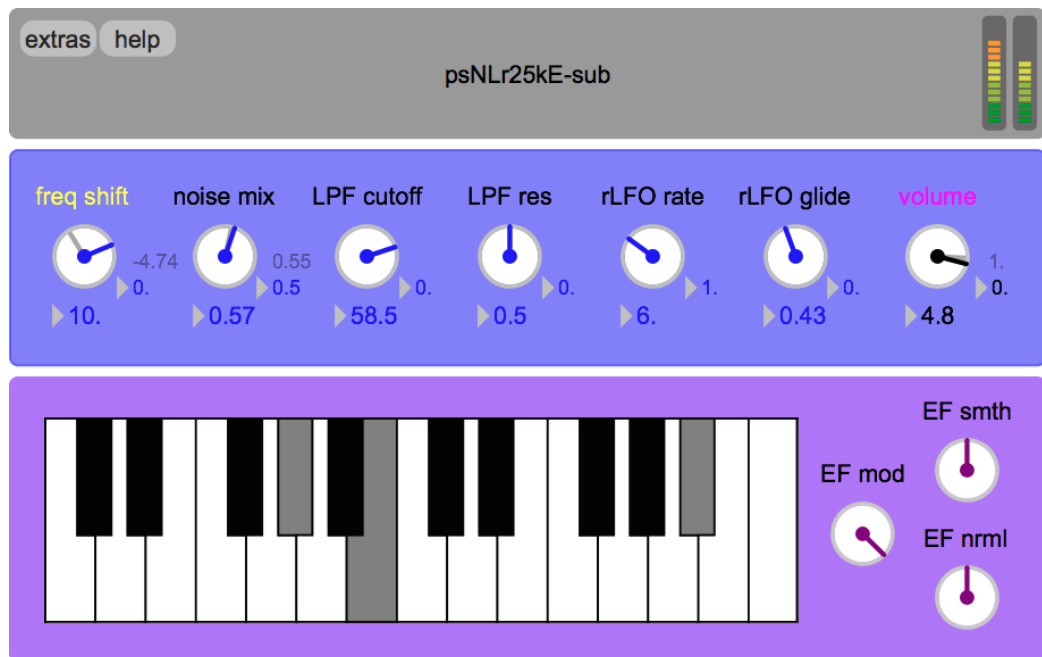 extras help
psNLr25kE-sub
freq shift noise mix LPF cutoff LPF res rLFO rate rLFO glide volume
-4.74 0.55 1.
0. 0.5 0. 0. 1. 0. 0.
10. 0.57 58.5 0.5 6. 0.43 4.8
EF smth
EF mod
EF nrml